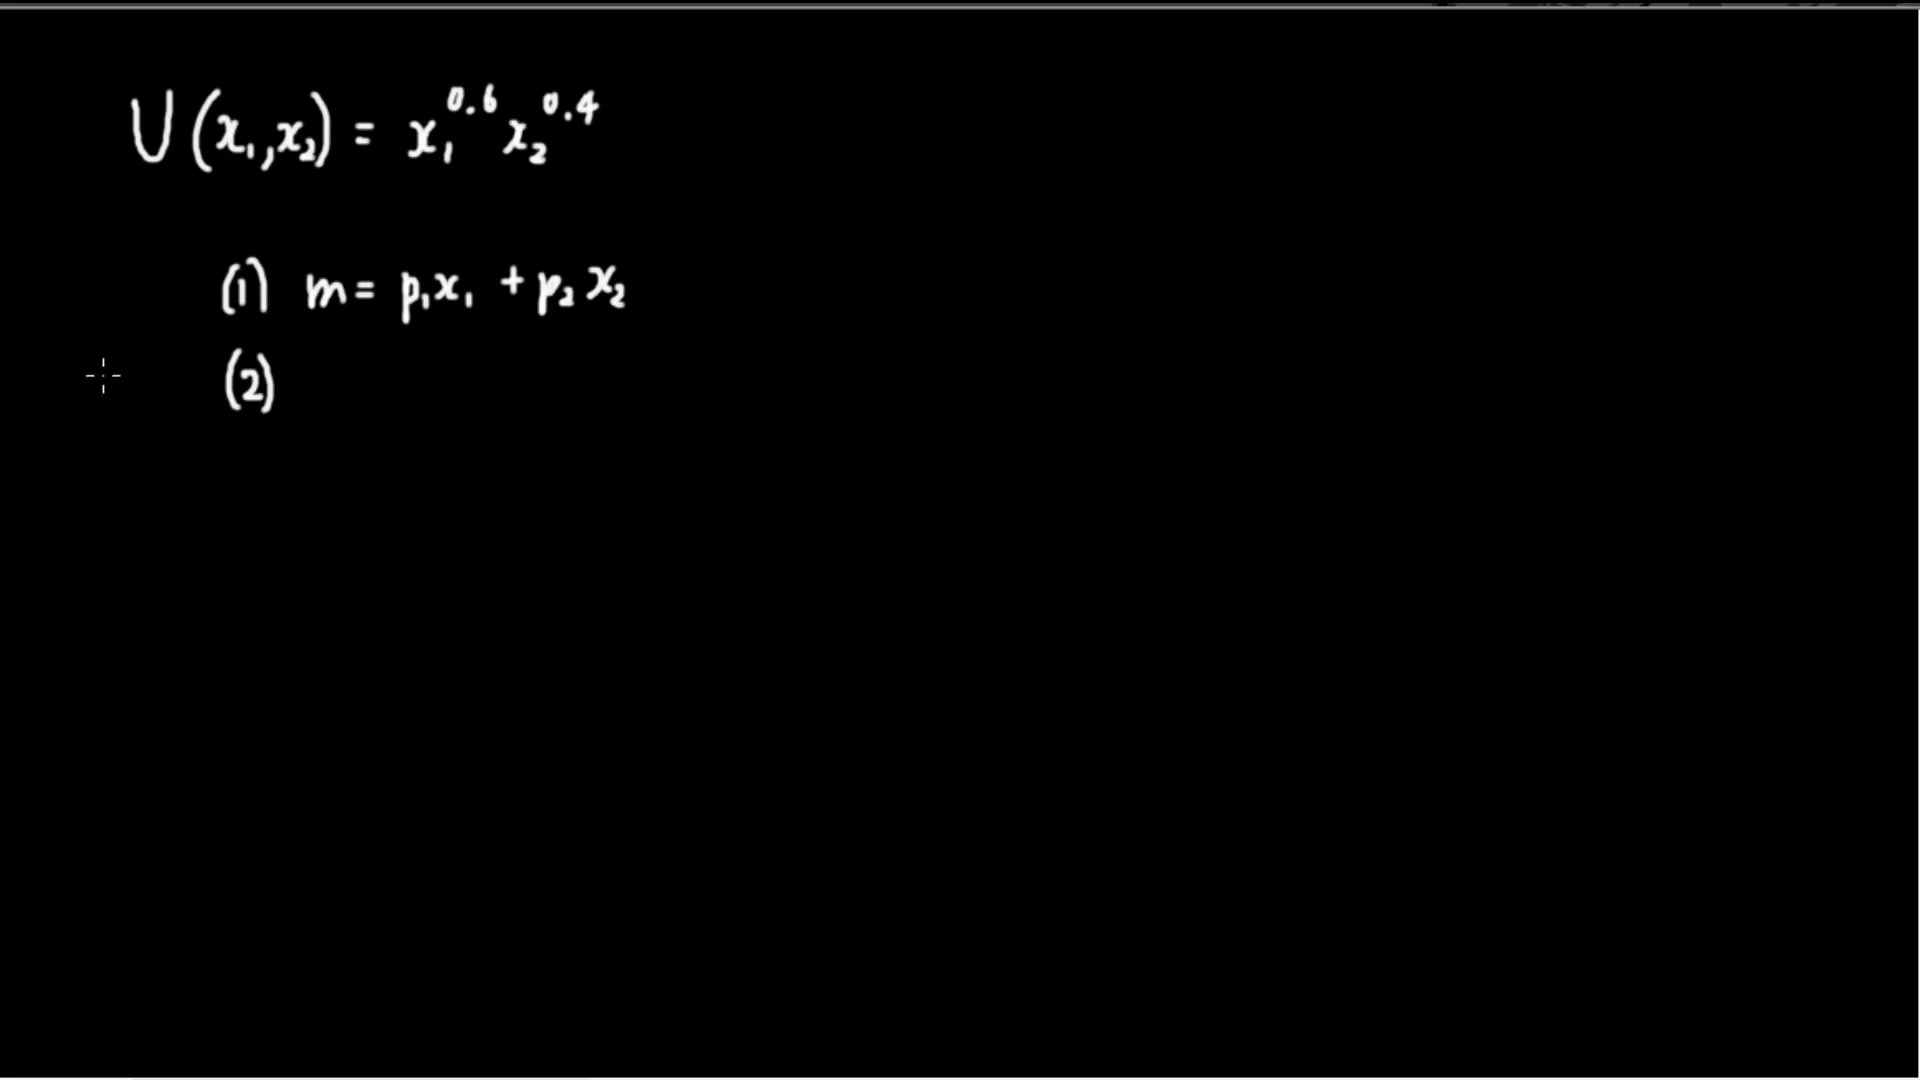 U(x₁,x₂) = x₁^0.6 x₂^0.4
(1) m = p₁x₁ + p₂x₂
(2)